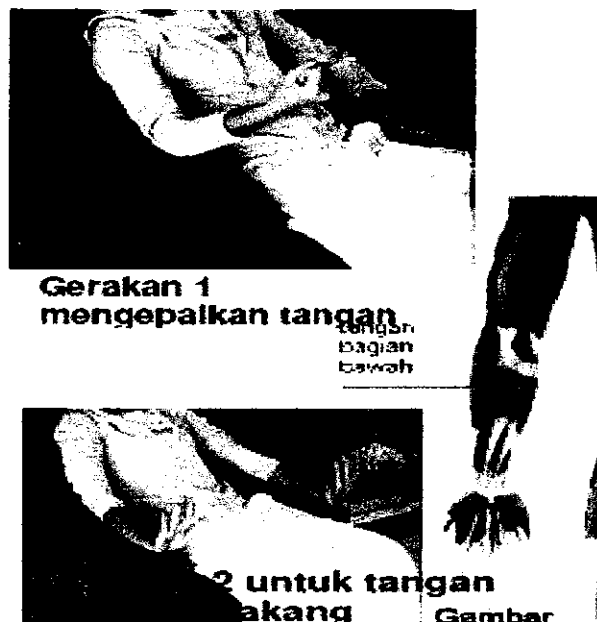 Gerakan 1
mengepalkan tangan
tangan
bagian
bawah
2 untuk tangan
akang
Gambar